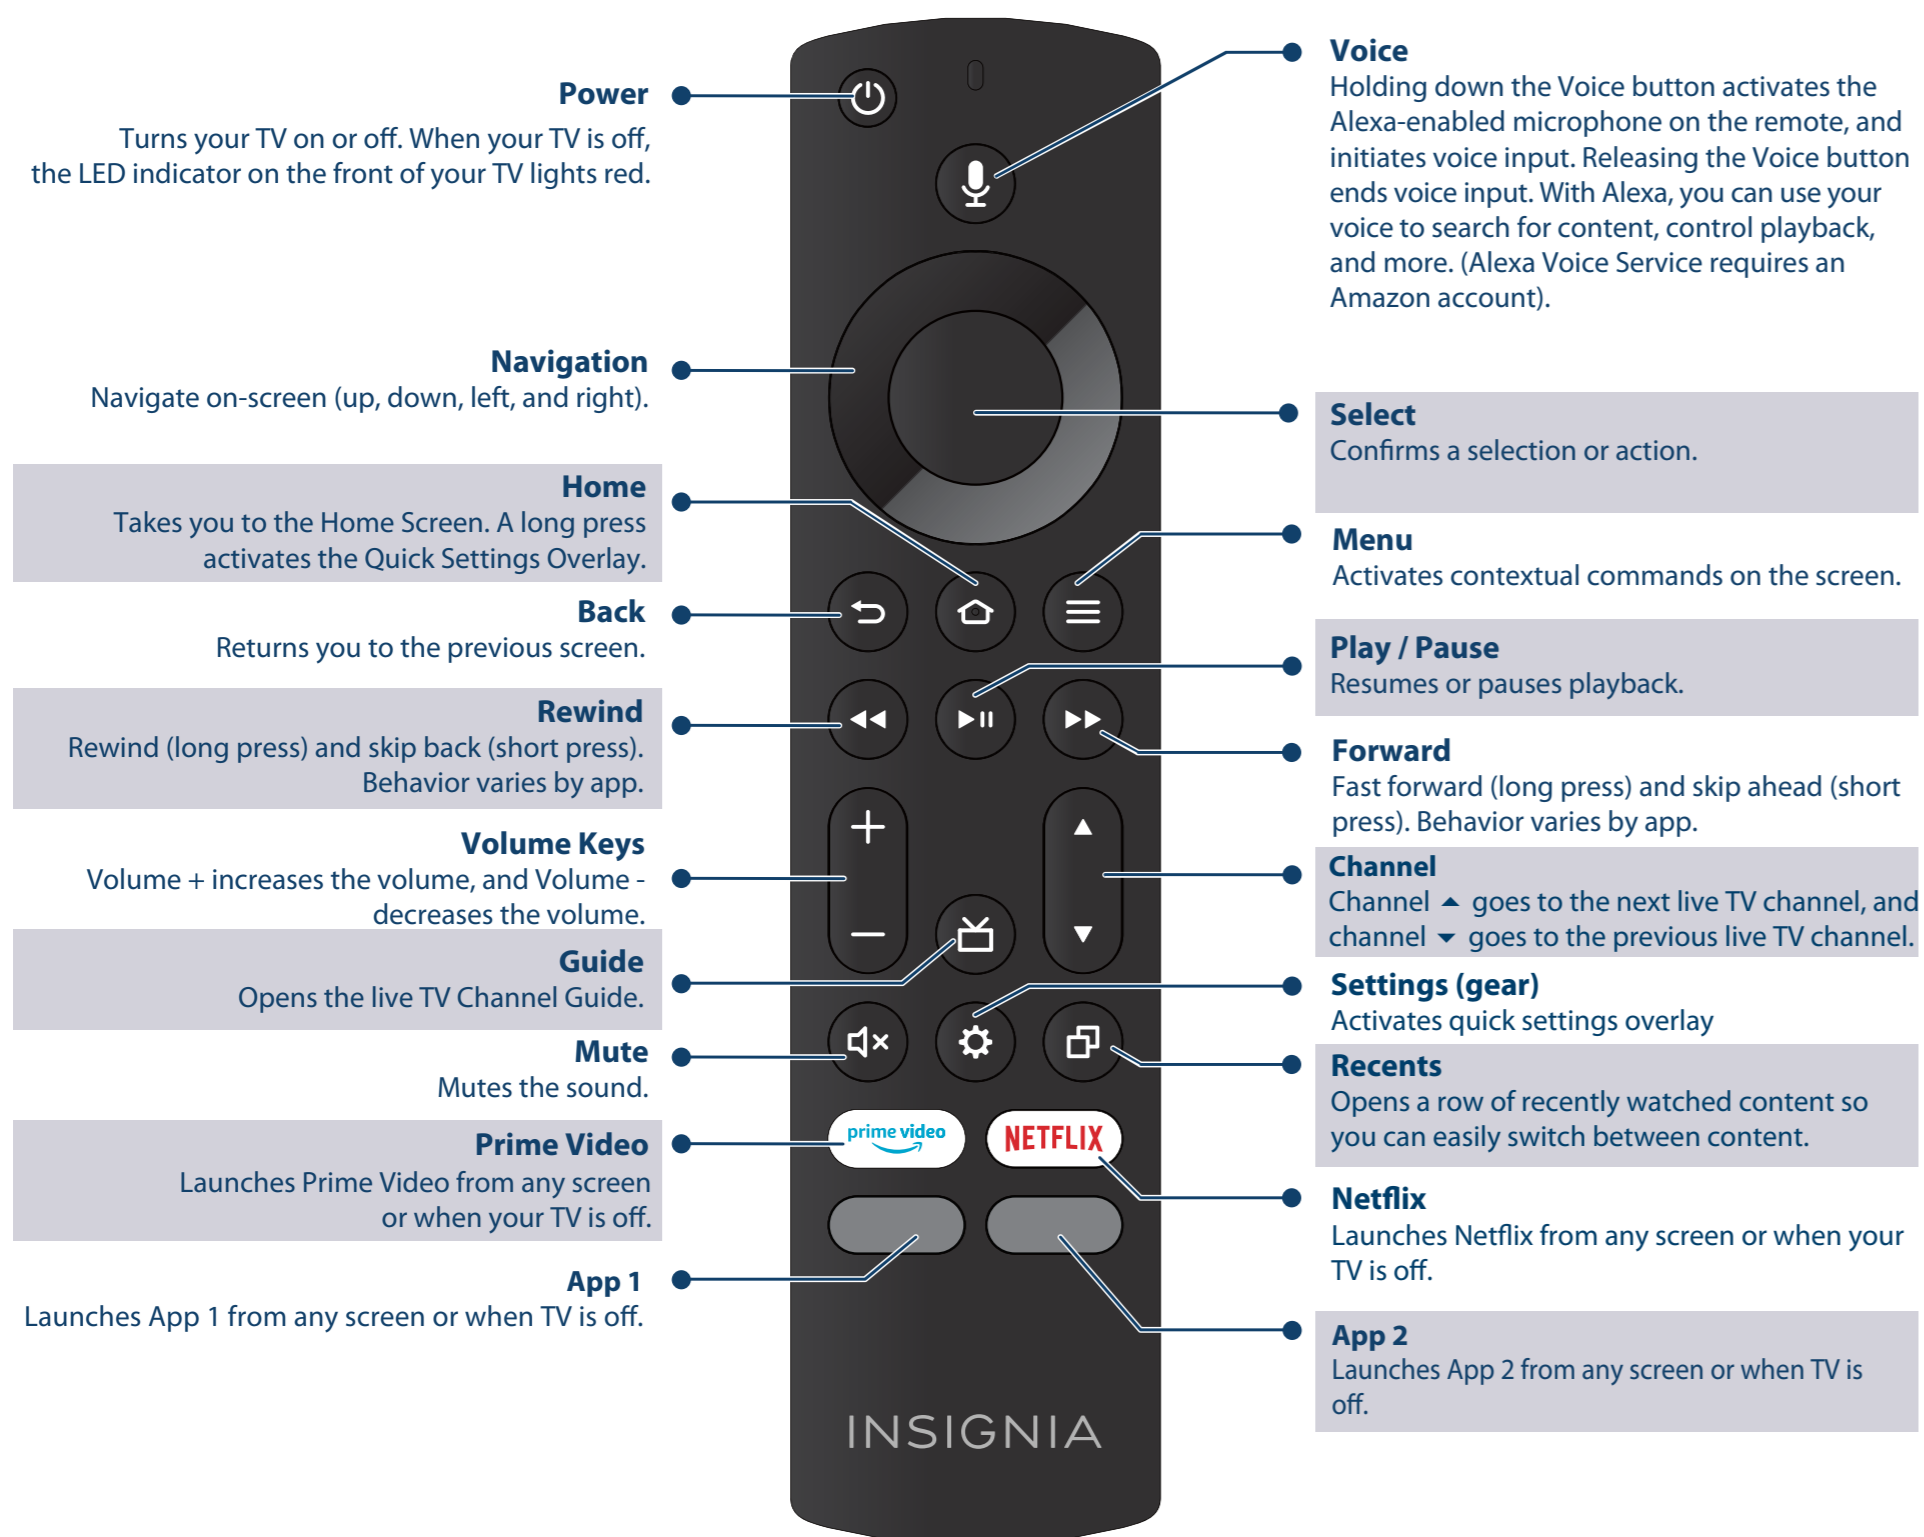 Power
Turns your TV on or off. When your TV is off,
the LED indicator on the front of your TV lights red.
Navigation
Navigate on-screen (up, down, left, and right).
Home
Takes you to the Home Screen. A long press
activates the Quick Settings Overlay.
Back
Returns you to the previous screen.
Rewind
Rewind (long press) and skip back (short press).
Behavior varies by app.
Volume Keys
Volume + increases the volume, and Volume -
decreases the volume.
Guide
Opens the live TV Channel Guide.
Mute
Mutes the sound.
Prime Video
Launches Prime Video from any screen
or when your TV is off.
App 1
Launches App 1 from any screen or when TV is off.
prime video
NETFLIX
INSIGNIA
Voice
Holding down the Voice button activates the
Alexa-enabled microphone on the remote, and
initiates voice input. Releasing the Voice button
ends voice input. With Alexa, you can use your
voice to search for content, control playback,
and more. (Alexa Voice Service requires an
Amazon account).
Select
Confirms a selection or action.
Menu
Activates contextual commands on the screen.
Play / Pause
Resumes or pauses playback.
Forward
Fast forward (long press) and skip ahead (short
press). Behavior varies by app.
Channel
Channel ▲ goes to the next live TV channel, and
channel ▼ goes to the previous live TV channel.
Settings (gear)
Activates quick settings overlay
Recents
Opens a row of recently watched content so
you can easily switch between content.
Netflix
Launches Netflix from any screen or when your
TV is off.
App 2
Launches App 2 from any screen or when TV is
off.